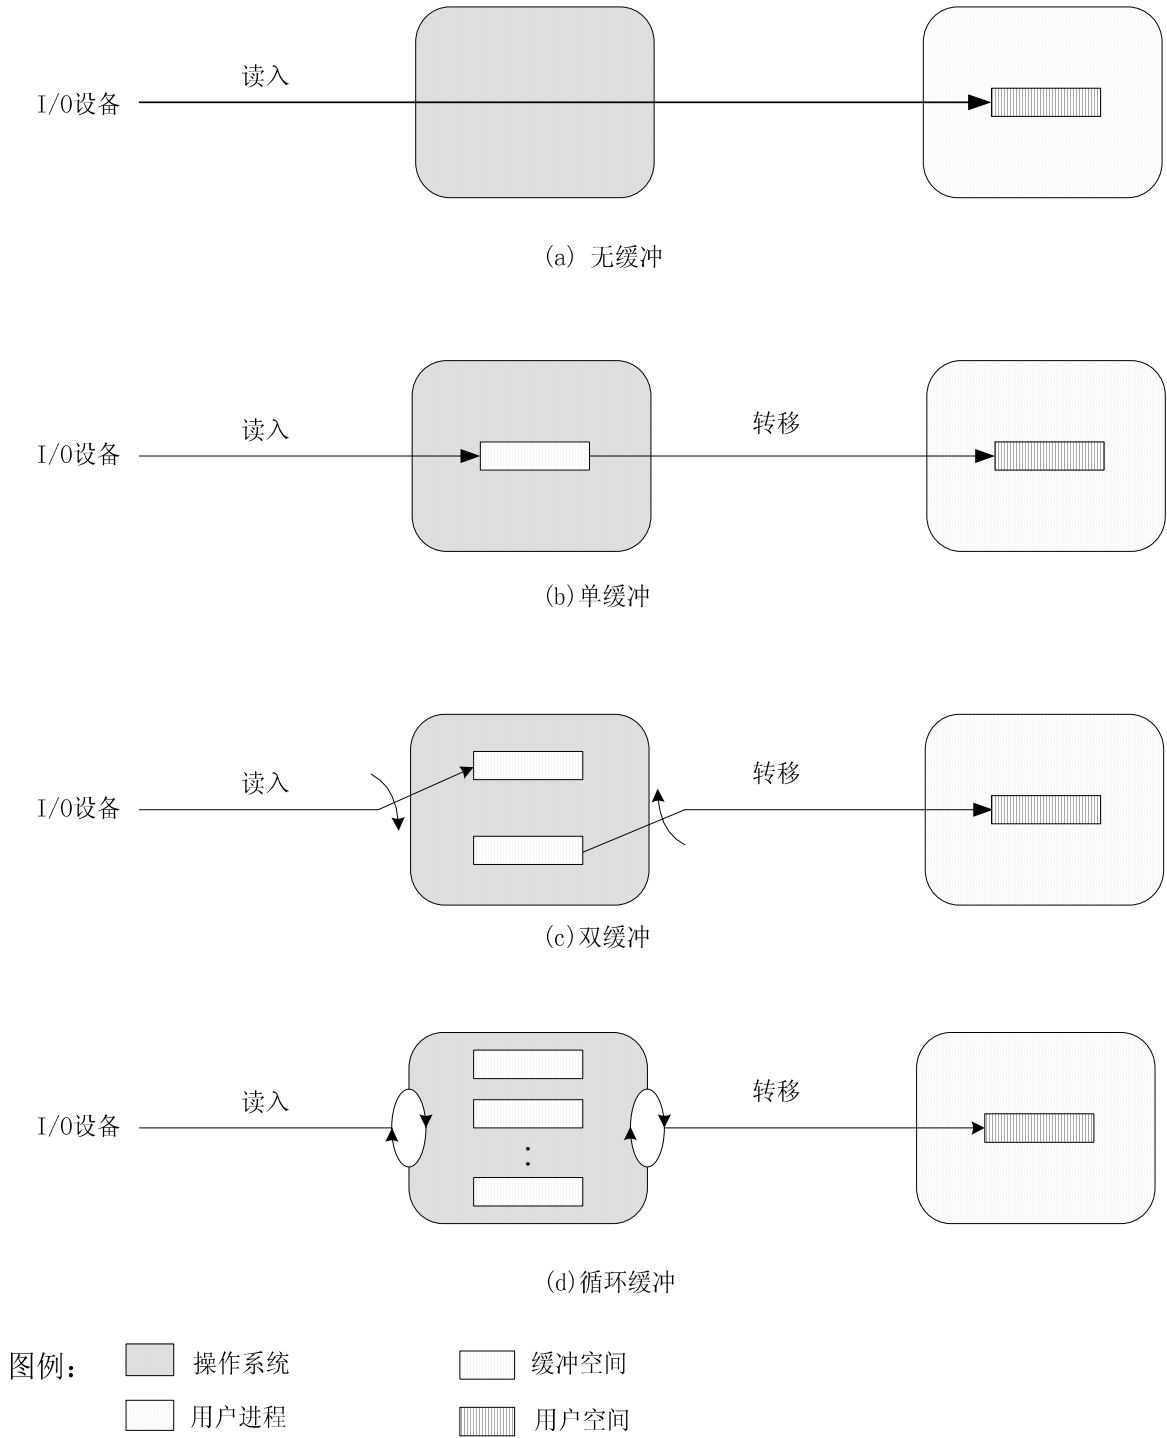 读入
I/O设备
(a) 无缓冲
读入
转移
I/O设备
(b)单缓冲
读入
转移
I/O设备
(c)双缓冲
读入
转移
I/O设备
(d)循环缓冲
图例：
操作系统
缓冲空间
用户进程
用户空间